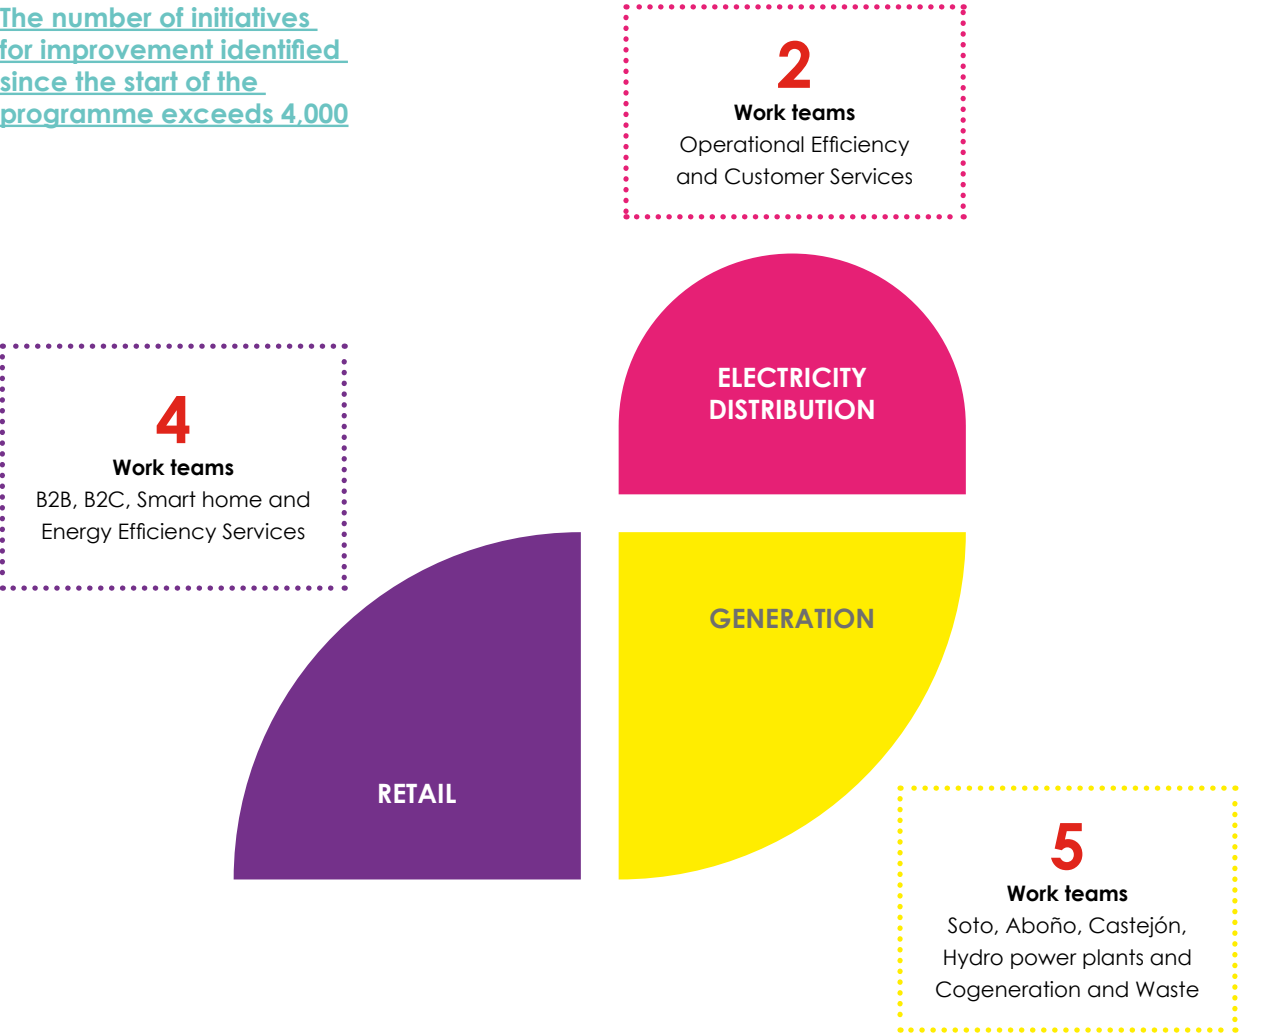 The number of initiatives
for improvement identified
since the start of the
programme exceeds 4,000
2
Work teams
Operational Efficiency
and Customer Services
ELECTRICITY
DISTRIBUTION
4
Work teams
B2B, B2C, Smart home and
Energy Efficiency Services
GENERATION
RETAIL
5
Work teams
Soto, Aboño, Castejón,
Hydro power plants and
Cogeneration and Waste